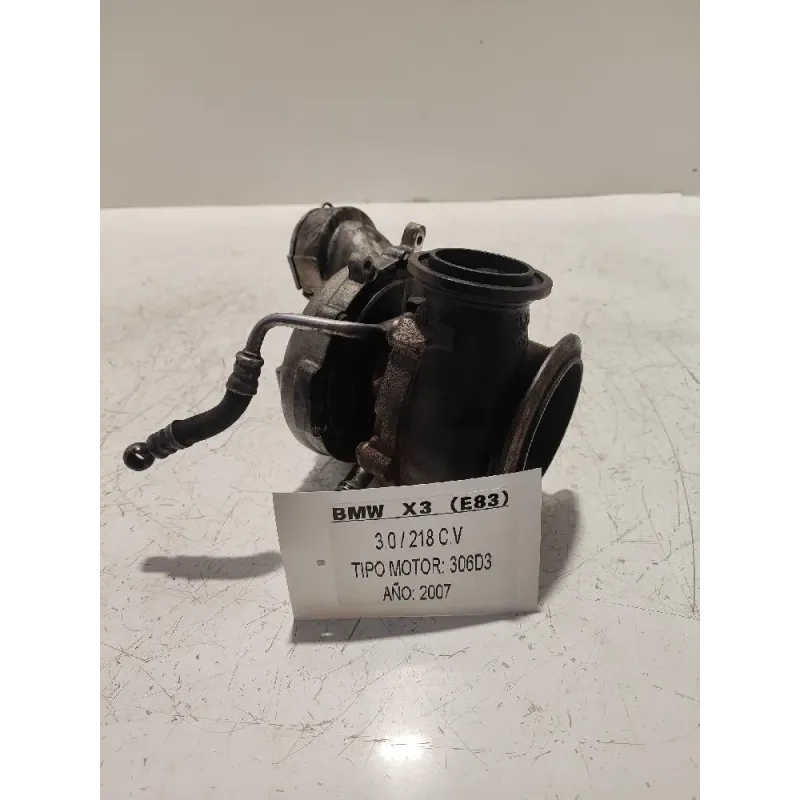 BMW X3 (E83)
3.0 / 218 C.V
TIPO MOTOR: 306D3
AÑO: 2007